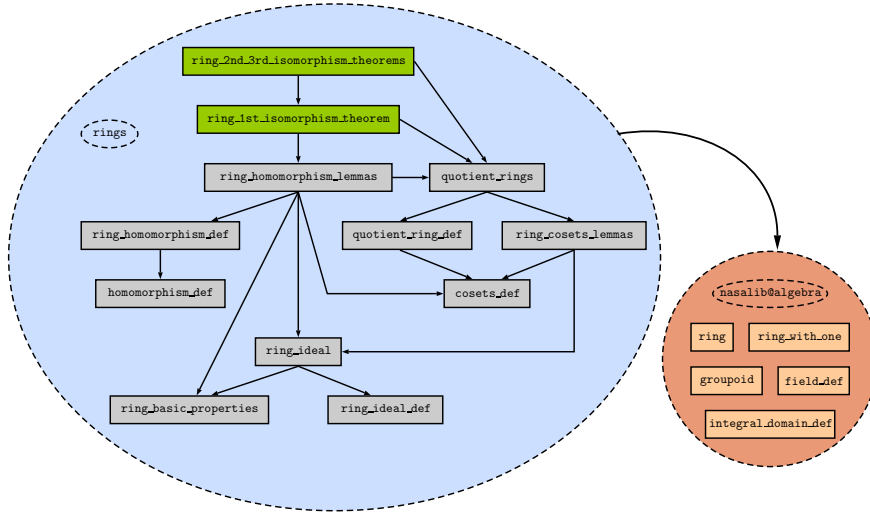 ring_2nd_3rd_isomorphism_theorems
ring_1st_isomorphism_theorem
rings
ring_homomorphism_lemmas
quotient_rings
ring_homomorphism_def
quotient_ring_def
ring_cosets_lemmas
homomorphism_def
cosets_def
nasalib@algebra
ring
ring_with_one
ring_ideal
groupoid
field_def
ring_basic_properties
ring_ideal_def
integral_domain_def